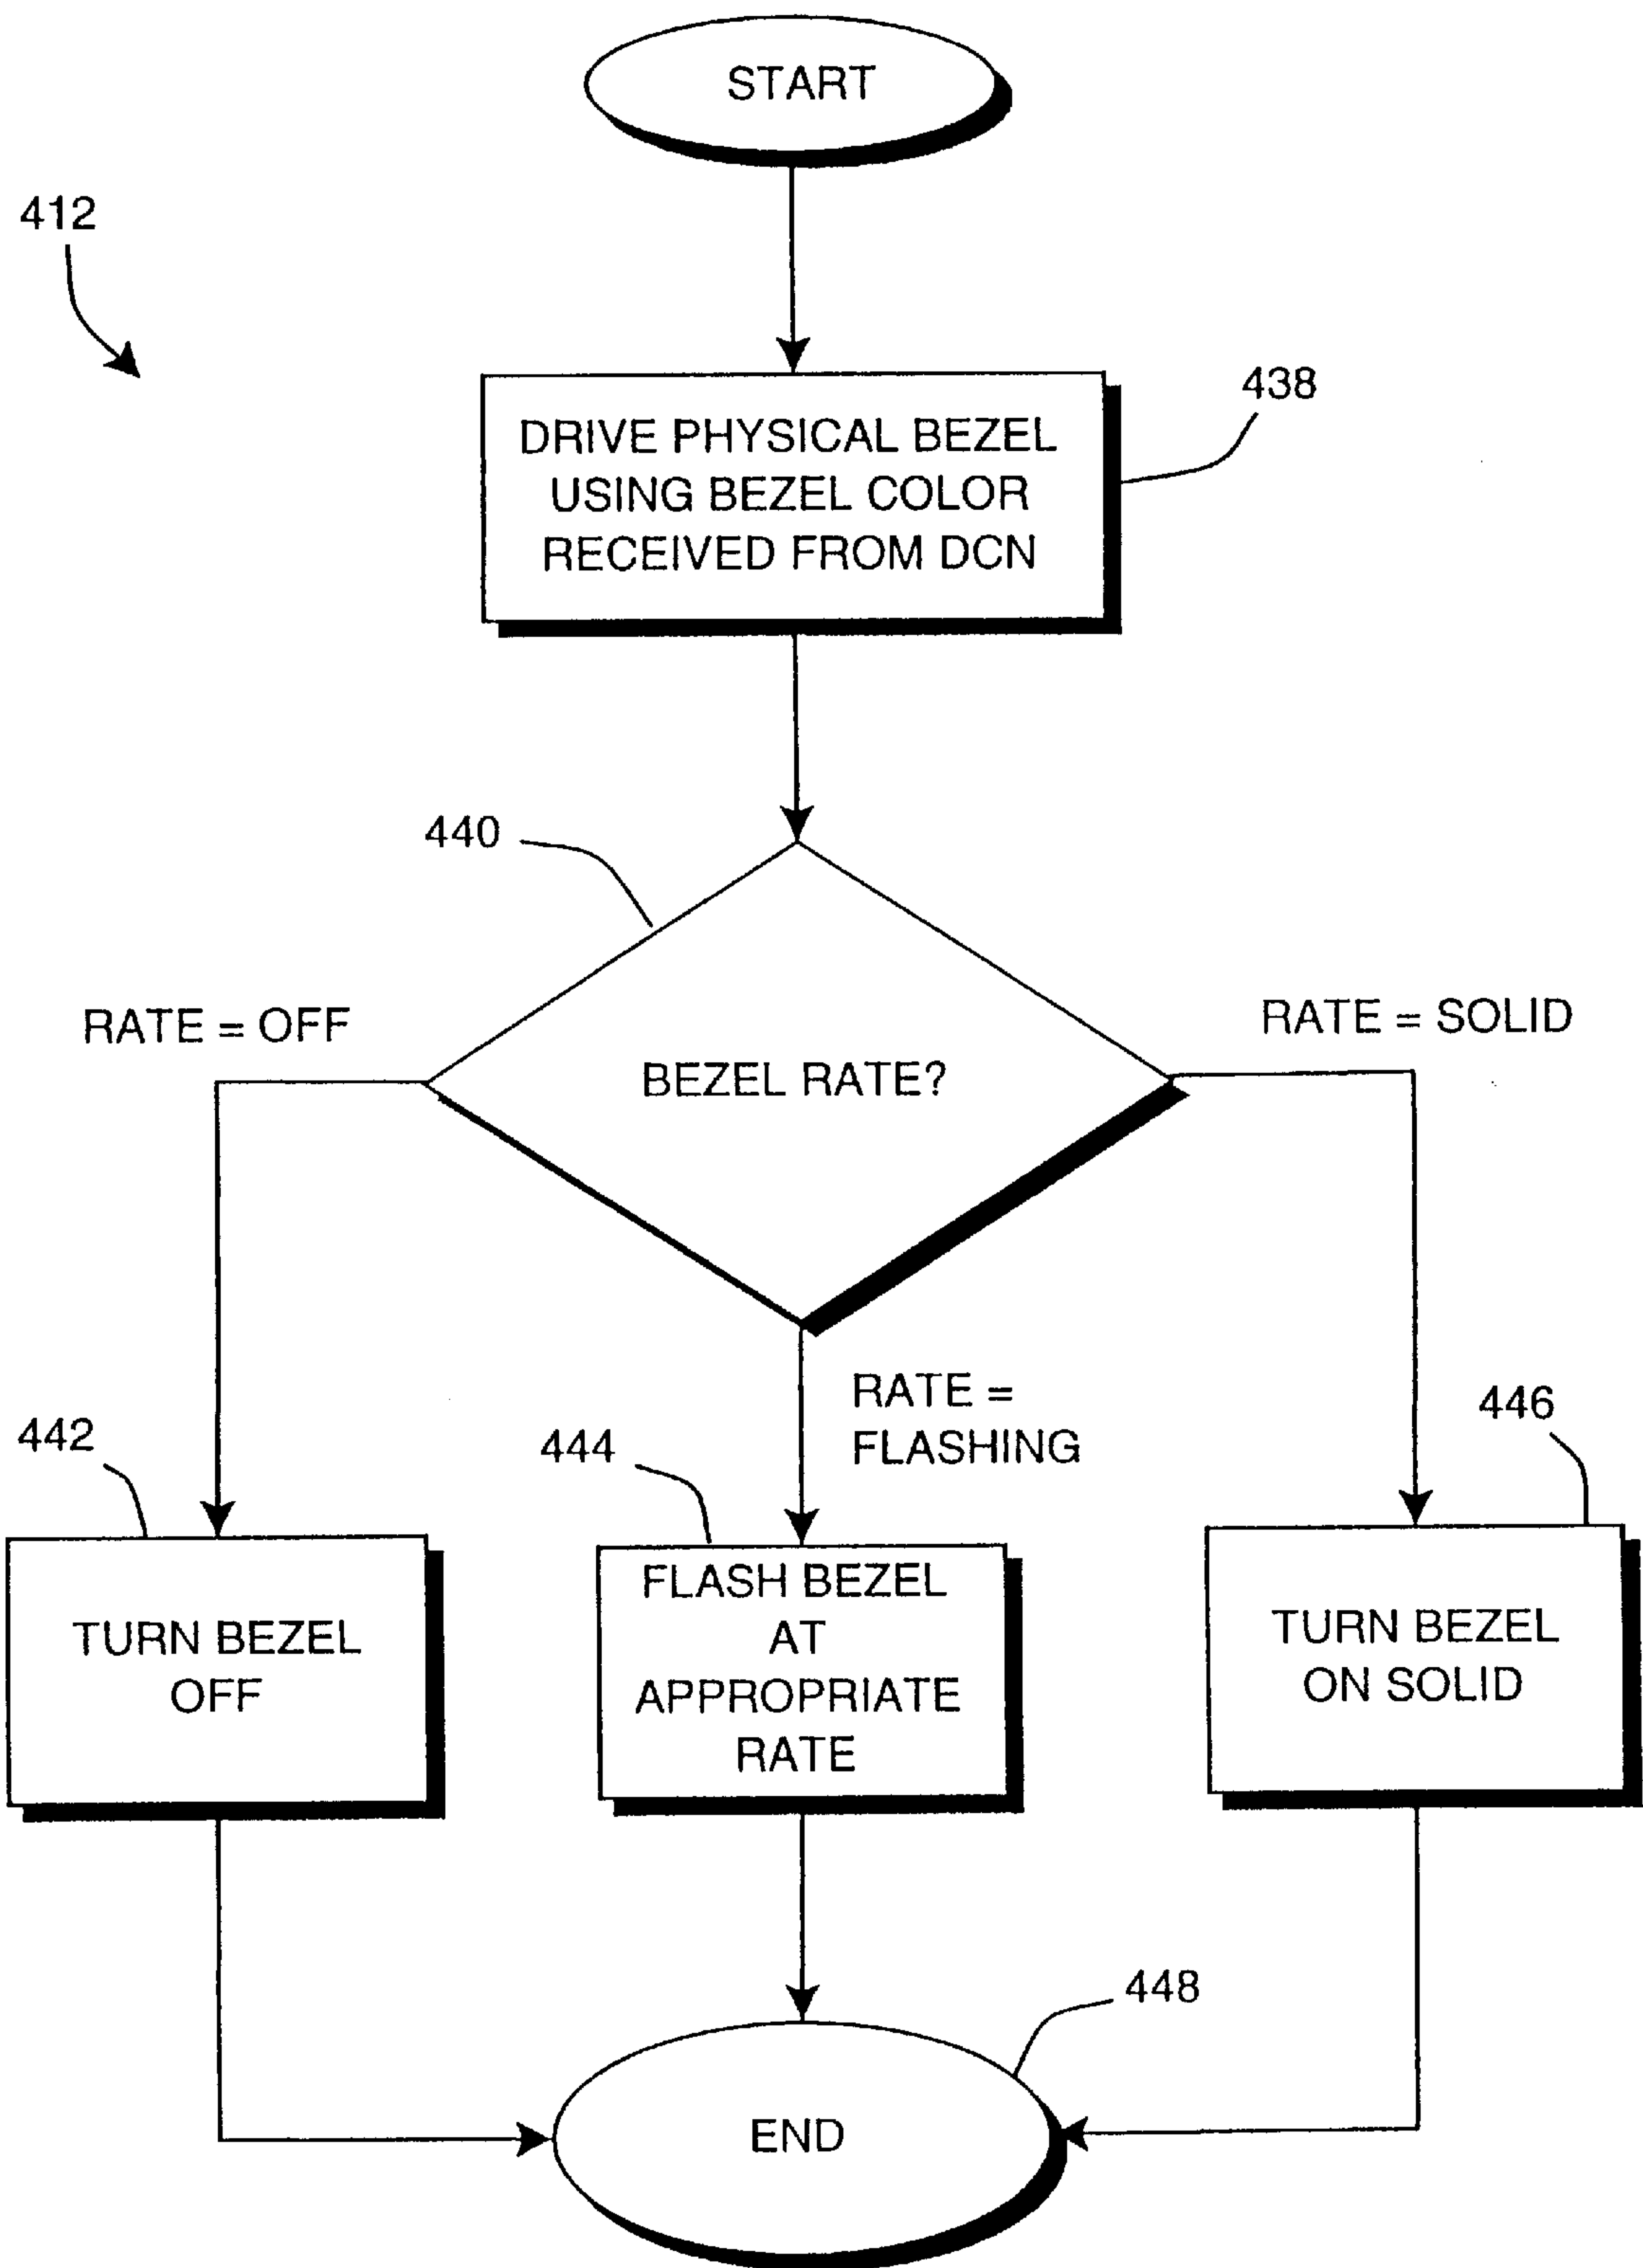 START
412
438
DRIVE PHYSICAL BEZEL
USING BEZEL COLOR
RECEIVED FROM DCN
440
RATE = OFF
RATE = SOLID
BEZEL RATE?
RATE =
FLASHING
442
444
446
TURN BEZEL
OFF
FLASH BEZEL
AT
APPROPRIATE
RATE
TURN BEZEL
ON SOLID
448
END